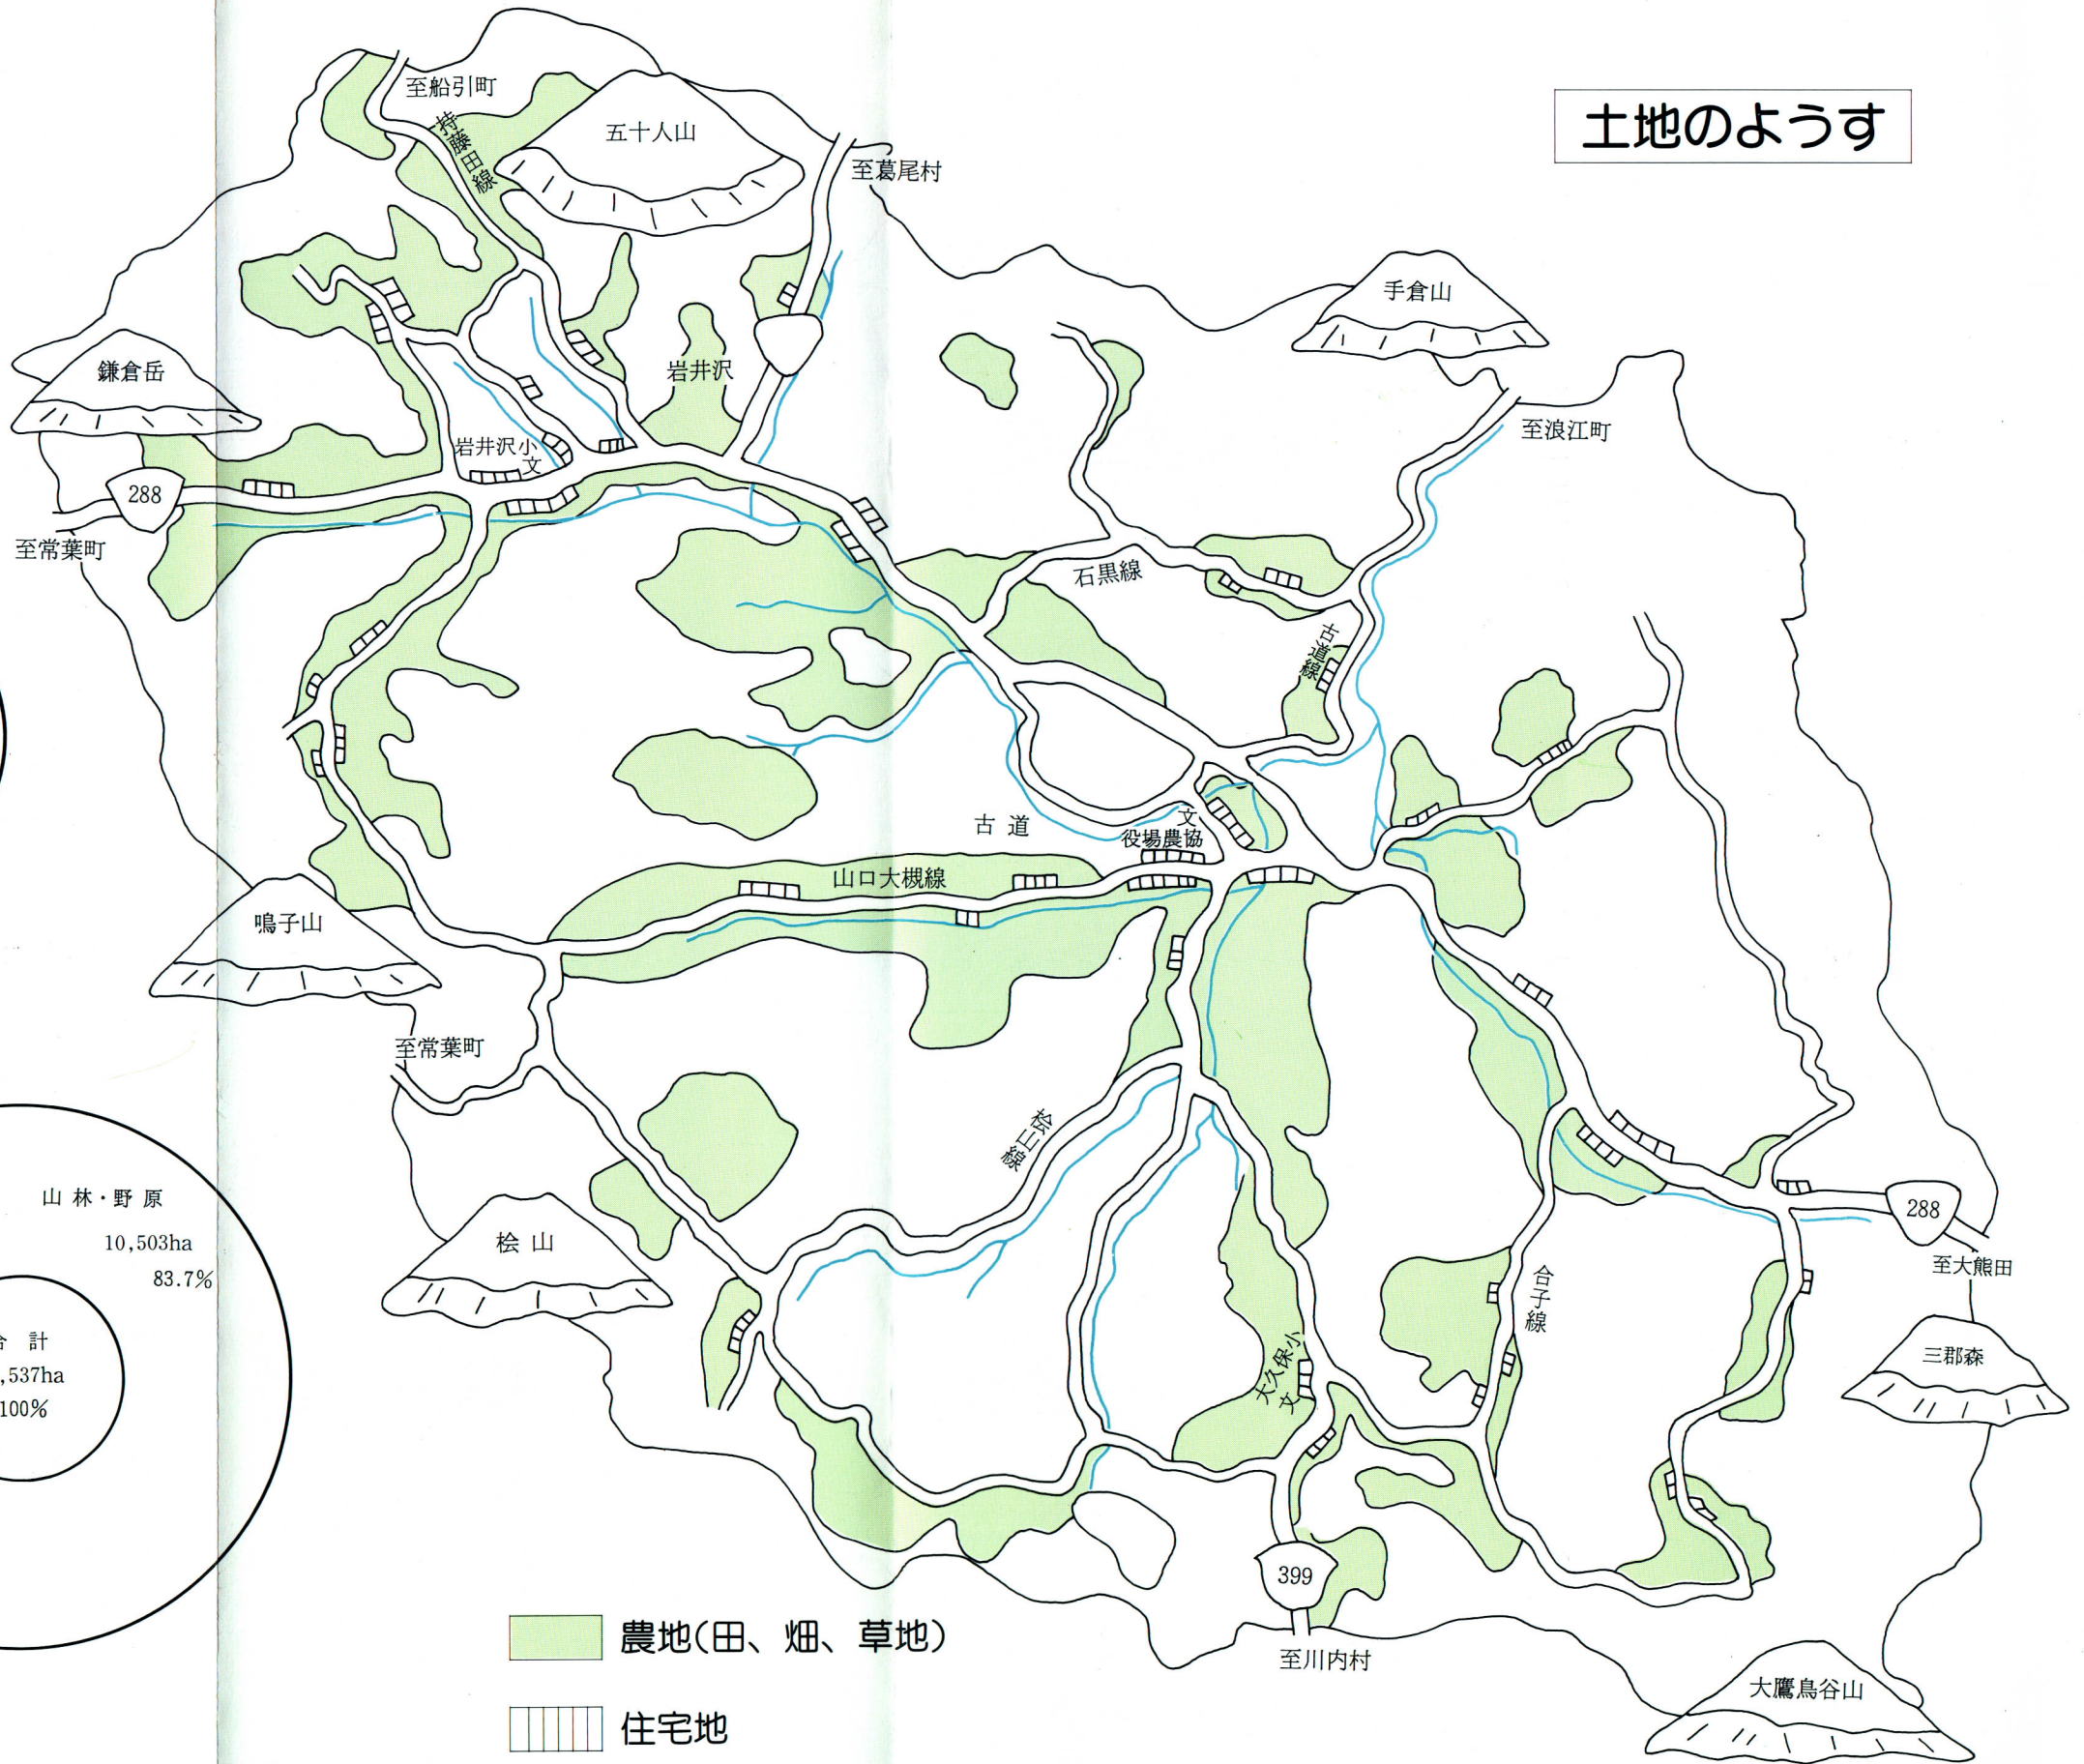 土地のようす
至船引町
持藤田線
五十人山
至葛尾村
手倉山
鎌倉岳
岩井沢
至浪江町
岩井沢小
文
288
至常葉町
石黒線
古道線
古道
文
役場農協
山口大槻線
鳴子山
至常葉町
桧山線
山林・野原
10,503ha
83.7%
288
至大熊田
桧山
合子線
計
,537ha
100%
三郡森
大久保小
文
399
至川内村
大鷹鳥谷山
農地(田、畑、草地)
住宅地